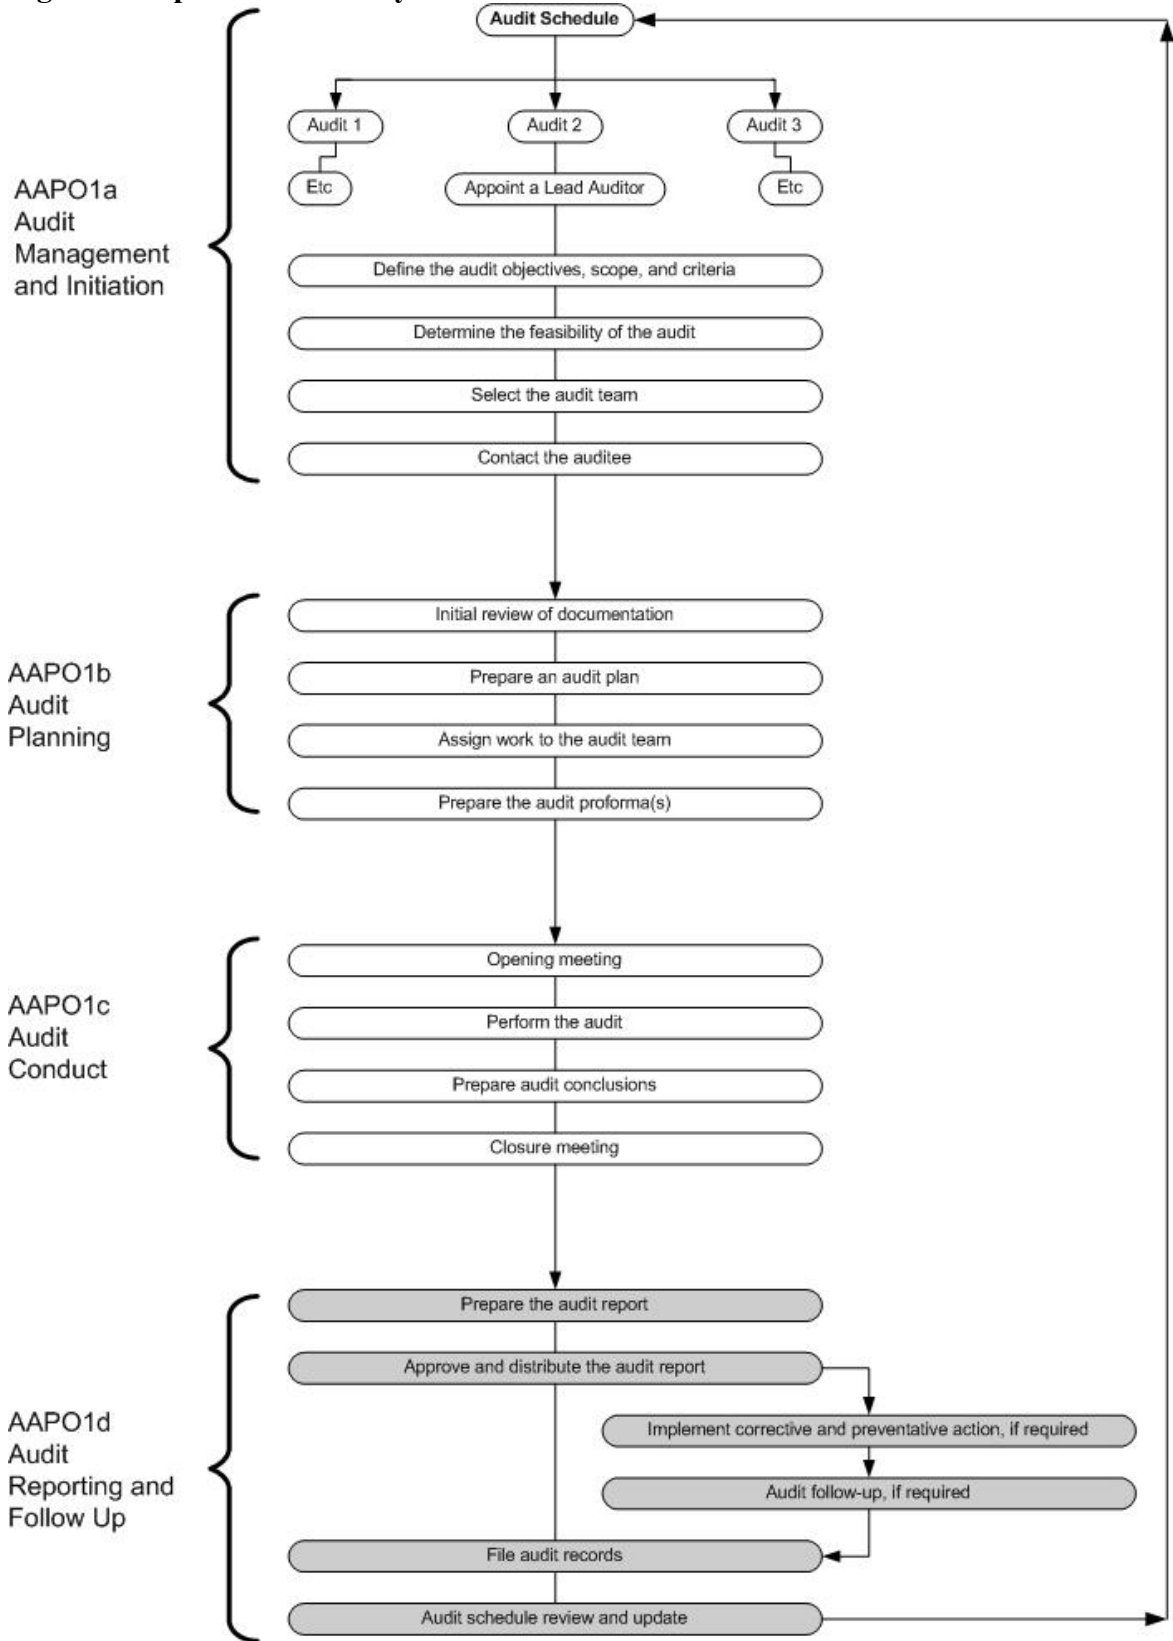 Audit Schedule
Audit 1
Audit 2
Audit 3
Etc
Appoint a Lead Auditor
Etc
AAPO1a
Audit
Management
and Initiation
Define the audit objectives, scope, and criteria
Determine the feasibility of the audit
Select the audit team
Contact the auditee
AAPO1b
Audit
Planning
Initial review of documentation
Prepare an audit plan
Assign work to the audit team
Prepare the audit proforma(s)
AAPO1c
Audit
Conduct
Opening meeting
Perform the audit
Prepare audit conclusions
Closure meeting
AAPO1d
Audit
Reporting and
Follow Up
Prepare the audit report
Approve and distribute the audit report
Implement corrective and preventative action, if required
Audit follow-up, if required
File audit records
Audit schedule review and update